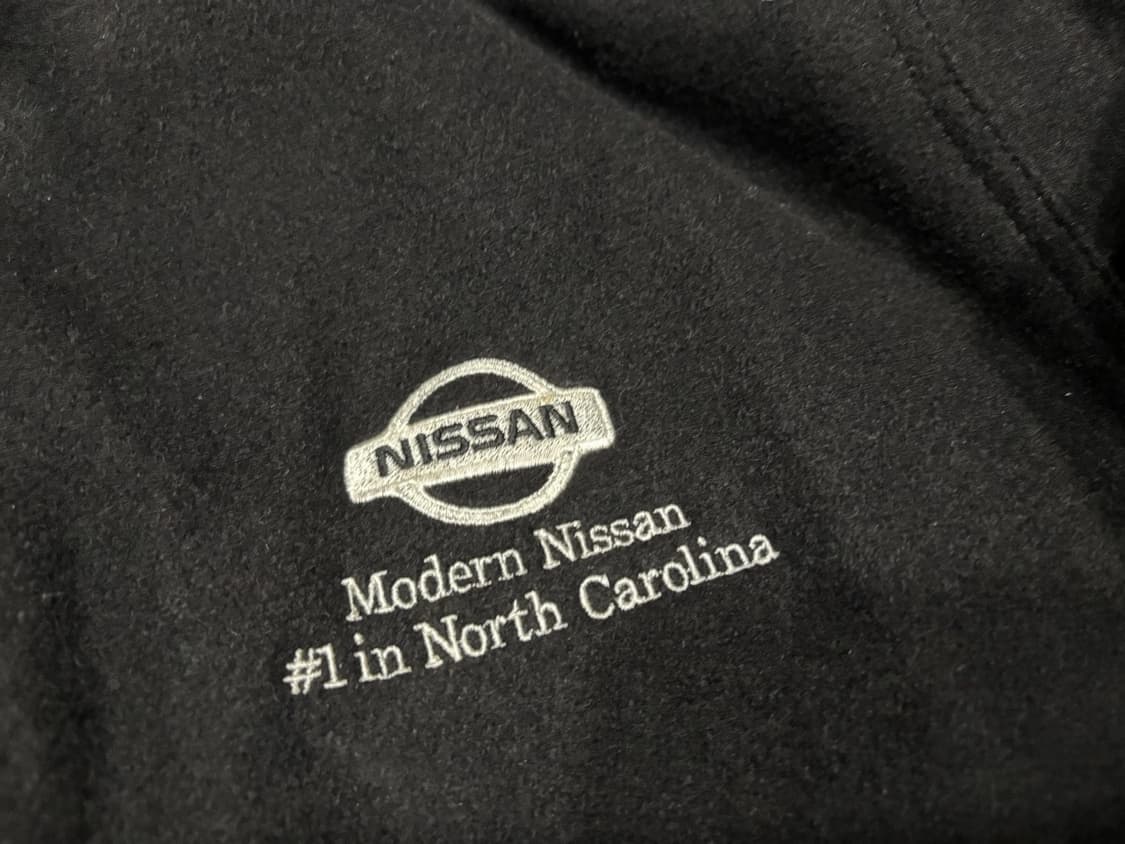 NISSAN
Modern Nissan
#1 in North Carolina